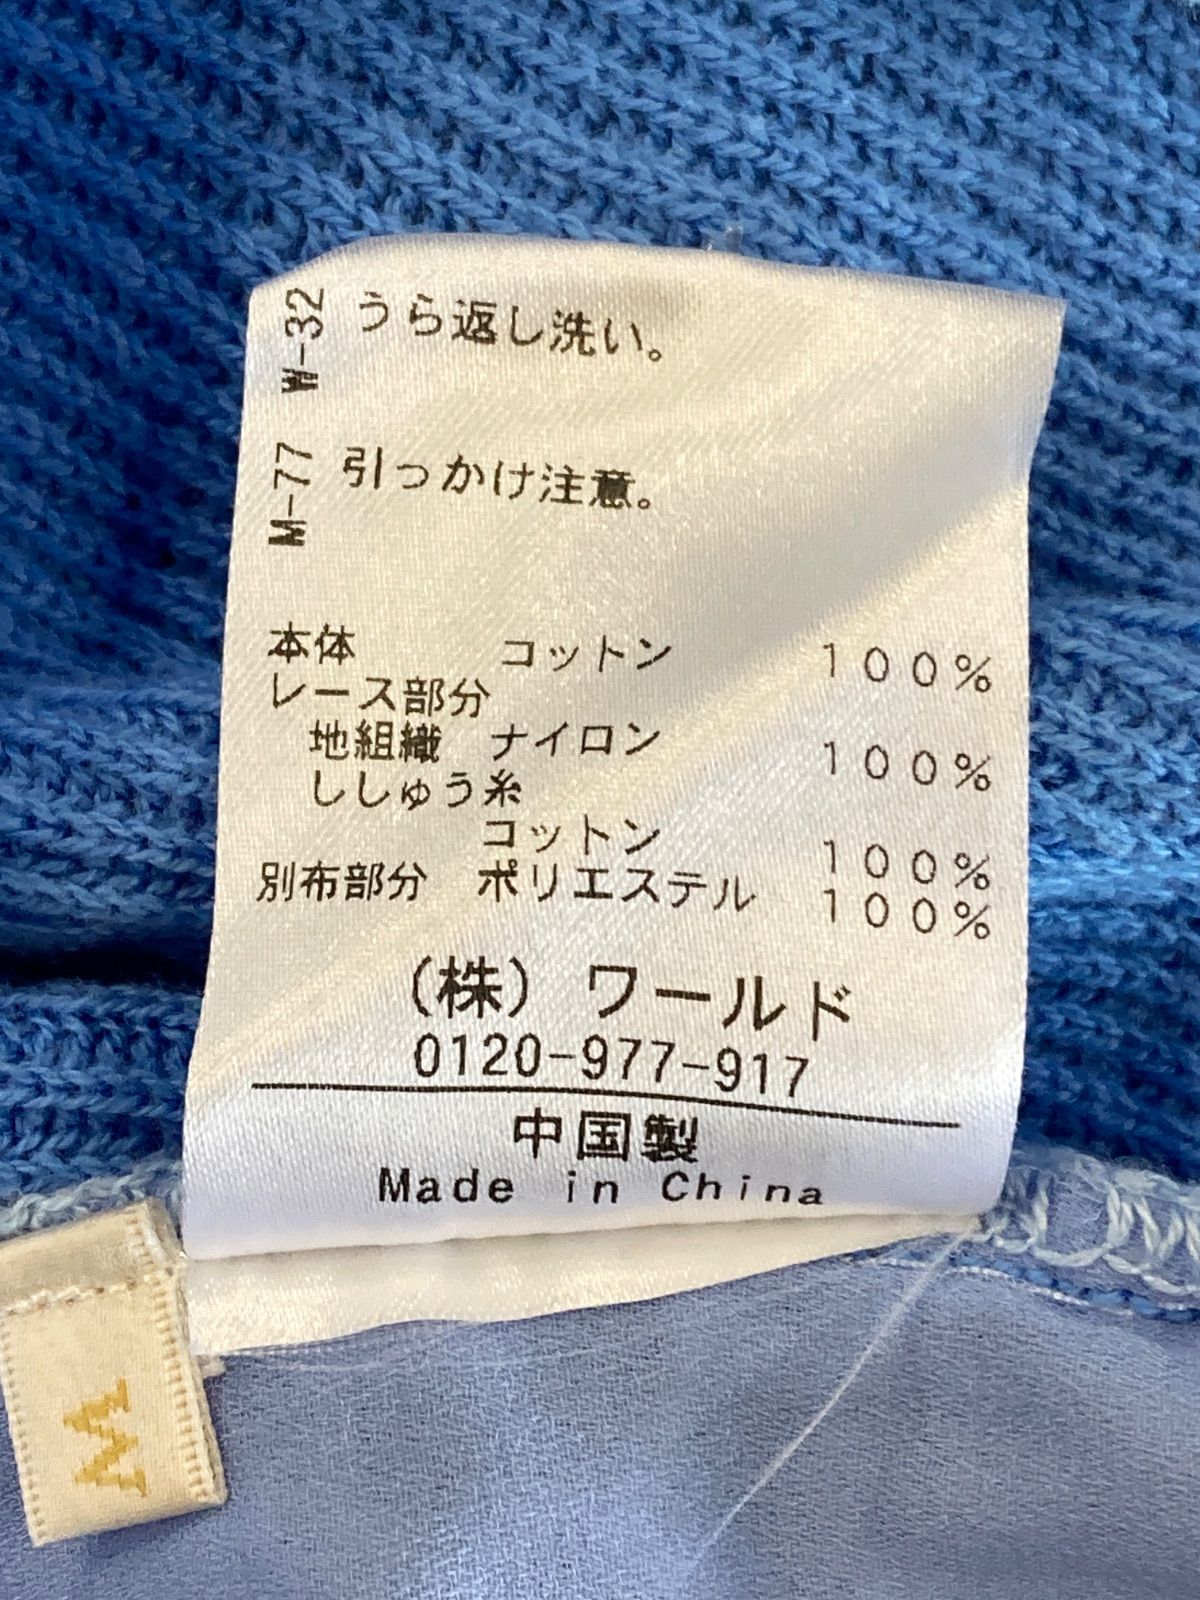 W-32 うら返し洗い。
M-77 引っかけ注意。
本体 コットン 100%
レース部分
地組織 ナイロン 100%
ししゅう糸
コットン 100%
別布部分 ポリエステル 100%
(株) ワールド
0120-977-917
中国製
Made in China
M